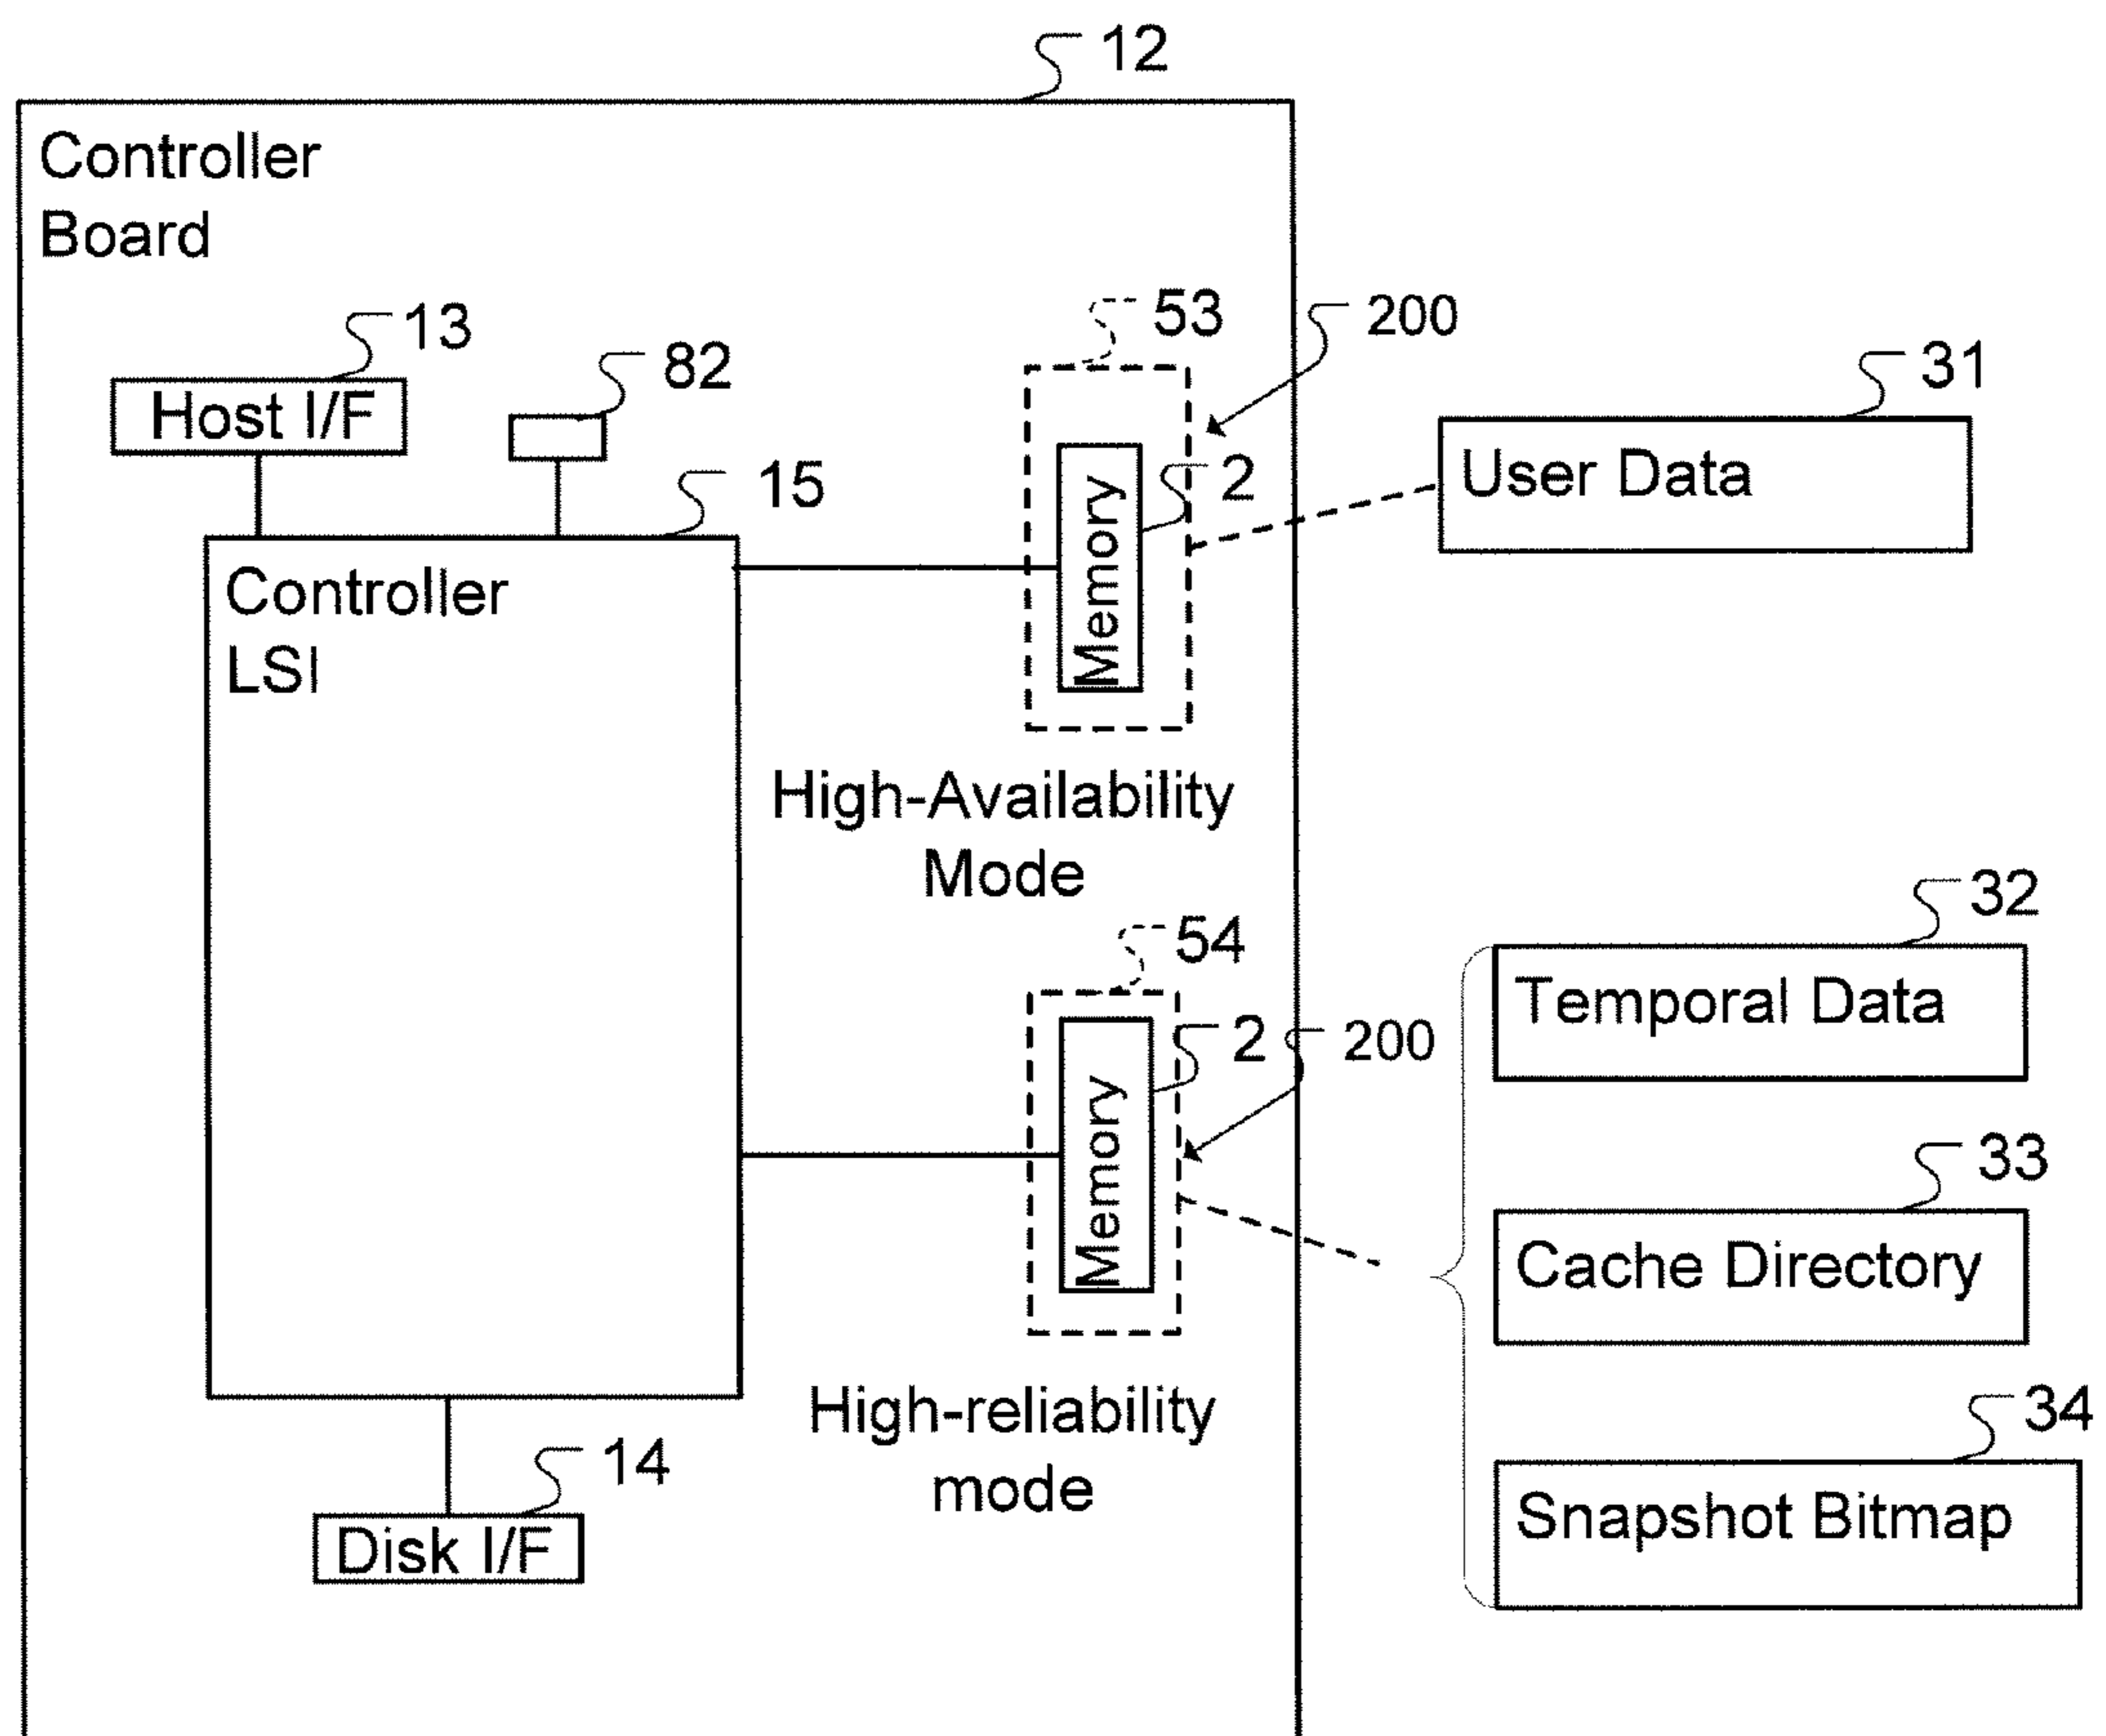 12
Controller
Board
13
Host I/F
82
53
200
31
User Data
15
Controller
LSI
2
Memory
High-Availability
Mode
32
Temporal Data
54
2
200
Memory
33
Cache Directory
High-reliability
mode
34
Snapshot Bitmap
14
Disk I/F